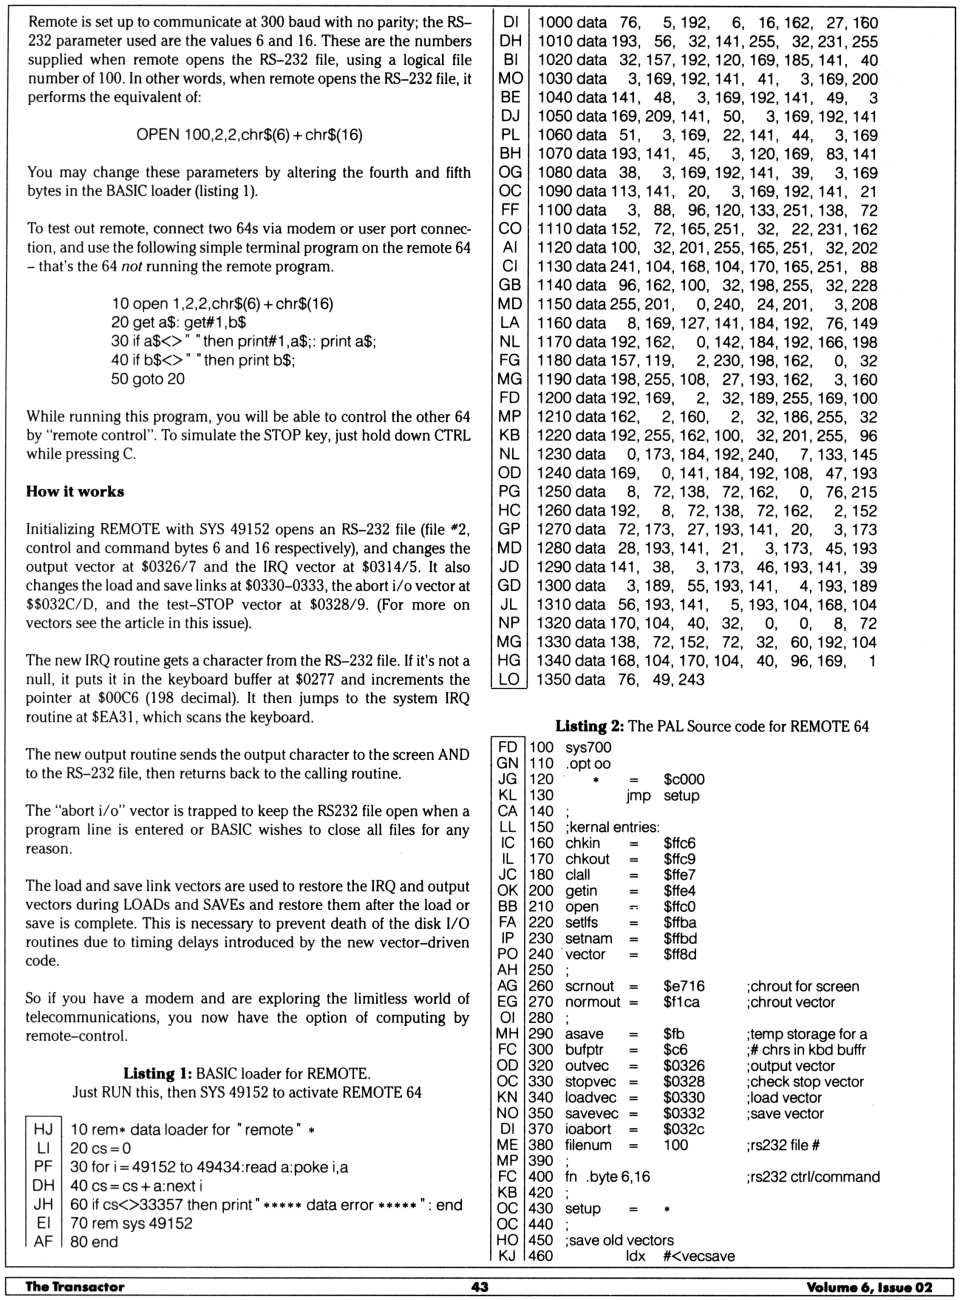 Remote is set up to communicate at 300 baud with no parity; the RS–
232 parameter used are the values 6 and 16. These are the numbers
supplied when remote opens the RS–232 file, using a logical file
number of 100. In other words, when remote opens the RS–232 file, it
performs the equivalent of:
OPEN 100,2,2,chr$(6) + chr$(16)
You may change these parameters by altering the fourth and fifth
bytes in the BASIC loader (listing 1).
To test out remote, connect two 64s via modem or user port connec-
tion, and use the following simple terminal program on the remote 64
– that's the 64 not running the remote program.
10 open 1,2,2,chr$(6) + chr$(16)
20 get a$: get#1,b$
30 if a$<> " " then print#1,a$;: print a$;
40 if b$<> " " then print b$;
50 goto 20
While running this program, you will be able to control the other 64
by "remote control". To simulate the STOP key, just hold down CTRL
while pressing C.
How it works
Initializing REMOTE with SYS 49152 opens an RS–232 file (file #2,
control and command bytes 6 and 16 respectively), and changes the
output vector at $0326/7 and the IRQ vector at $0314/5. It also
changes the load and save links at $0330-0333, the abort i/o vector at
$$032C/D, and the test–STOP vector at $0328/9. (For more on
vectors see the article in this issue).
The new IRQ routine gets a character from the RS–232 file. If it's not a
null, it puts it in the keyboard buffer at $0277 and increments the
pointer at $00C6 (198 decimal). It then jumps to the system IRQ
routine at $EA31, which scans the keyboard.
The new output routine sends the output character to the screen AND
to the RS–232 file, then returns back to the calling routine.
The "abort i/o" vector is trapped to keep the RS232 file open when a
program line is entered or BASIC wishes to close all files for any
reason.
The load and save link vectors are used to restore the IRQ and output
vectors during LOADs and SAVEs and restore them after the load or
save is complete. This is necessary to prevent death of the disk I/O
routines due to timing delays introduced by the new vector–driven
code.
So if you have a modem and are exploring the limitless world of
telecommunications, you now have the option of computing by
remote–control.
Listing 1: BASIC loader for REMOTE.
Just RUN this, then SYS 49152 to activate REMOTE 64
HJ 10 rem* data loader for "remote" *
LI 20 cs = 0
PF 30 for i = 49152 to 49434:read a:poke i,a
DH 40 cs = cs + a:next i
JH 60 if cs<>33357 then print " ***** data error ***** ": end
EI 70 rem sys 49152
AF 80 end
DI 1000 data 76, 5, 192, 6, 16, 162, 27, 160
DH 1010 data 193, 56, 32, 141, 255, 32, 231, 255
BI 1020 data 32, 157, 192, 120, 169, 185, 141, 40
MO 1030 data 3, 169, 192, 141, 41, 3, 169, 200
BE 1040 data 141, 48, 3, 169, 192, 141, 49, 3
DJ 1050 data 169, 209, 141, 50, 3, 169, 192, 141
PL 1060 data 51, 3, 169, 22, 141, 44, 3, 169
BH 1070 data 193, 141, 45, 3, 120, 169, 83, 141
OG 1080 data 38, 3, 169, 192, 141, 39, 3, 169
OC 1090 data 113, 141, 20, 3, 169, 192, 141, 21
FF 1100 data 3, 88, 96, 120, 133, 251, 138, 72
CO 1110 data 152, 72, 165, 251, 32, 22, 231, 162
AI 1120 data 100, 32, 201, 255, 165, 251, 32, 202
CI 1130 data 241, 104, 168, 104, 170, 165, 251, 88
GB 1140 data 96, 162, 100, 32, 198, 255, 32, 228
MD 1150 data 255, 201, 0, 240, 24, 201, 3, 208
LA 1160 data 8, 169, 127, 141, 184, 192, 76, 149
NL 1170 data 192, 162, 0, 142, 184, 192, 166, 198
FG 1180 data 157, 119, 2, 230, 198, 162, 0, 32
MG 1190 data 198, 255, 108, 27, 193, 162, 3, 160
FD 1200 data 192, 169, 2, 32, 189, 255, 169, 100
MP 1210 data 162, 2, 160, 2, 32, 186, 255, 32
KB 1220 data 192, 255, 162, 100, 32, 201, 255, 96
NL 1230 data 0, 173, 184, 192, 240, 7, 133, 145
OD 1240 data 169, 0, 141, 184, 192, 108, 47, 193
PG 1250 data 8, 72, 138, 72, 162, 0, 76, 215
HC 1260 data 192, 8, 72, 138, 72, 162, 2, 152
GP 1270 data 72, 173, 27, 193, 141, 20, 3, 173
MD 1280 data 28, 193, 141, 21, 3, 173, 45, 193
JD 1290 data 141, 38, 3, 173, 46, 193, 141, 39
GD 1300 data 3, 189, 55, 193, 141, 4, 193, 189
JL 1310 data 56, 193, 141, 5, 193, 104, 168, 104
NP 1320 data 170, 104, 40, 32, 0, 0, 8, 72
MG 1330 data 138, 72, 152, 72, 32, 60, 192, 104
HG 1340 data 168, 104, 170, 104, 40, 96, 169, 1
LO 1350 data 76, 49, 243
Listing 2: The PAL Source code for REMOTE 64
FD 100 sys700
GN 110 .opt oo
JG 120 * = $c000
KL 130 jmp setup
CA 140 ;
LL 150 ;kernal entries:
IC 160 chkin = $ffc6
IL 170 chkout = $ffc9
JC 180 clall = $ffe7
OK 200 getin = $ffe4
BB 210 open = $ffc0
FA 220 setlfs = $ffba
IP 230 setnam = $ffbd
PO 240 vector = $ff8d
AH 250 ;
AG 260 scrnout = $e716 ;chrout for screen
EG 270 normout = $f1ca ;chrout vector
OI 280 ;
MH 290 asave = $fb ;temp storage for a
FC 300 bufptr = $c6 ;# chrs in kbd buffr
OD 320 outvec = $0326 ;output vector
OC 330 stopvec = $0328 ;check stop vector
KN 340 loadvec = $0330 ;load vector
NO 350 savevec = $0332 ;save vector
DI 370 ioabort = $032c
ME 380 filenum = 100 ;rs232 file #
MP 390 ;
FC 400 fn .byte 6,16 ;rs232 ctrl/command
KB 420 ;
OC 430 setup = *
OC 440 ;
HO 450 ;save old vectors
KJ 460 ldx #<vecsave
The Transactor 43 Volume 6, Issue 02